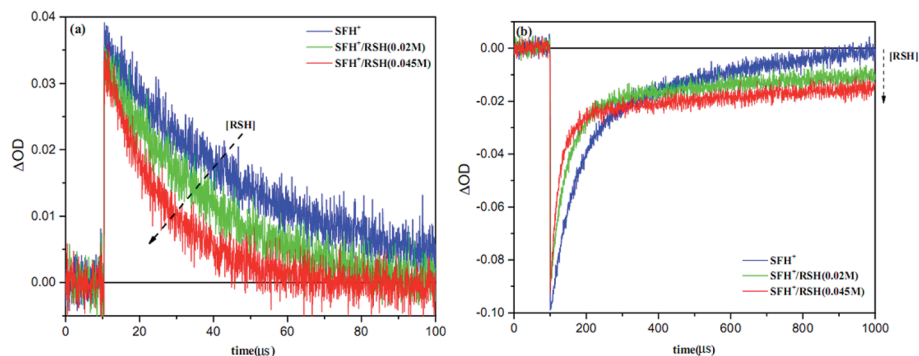 (a)
SFH⁺
SFH⁺/RSH(0.02M)
SFH⁺/RSH(0.045M)
[RSH]
ΔOD
0.04
0.03
0.02
0.01
0.00
0 20 40 60 80 100
time(μs)
(b)
[RSH]
ΔOD
0.00
-0.02
-0.04
-0.06
-0.08
-0.10
SFH⁺
SFH⁺/RSH(0.02M)
SFH⁺/RSH(0.045M)
0 200 400 600 800 1000
time(μs)